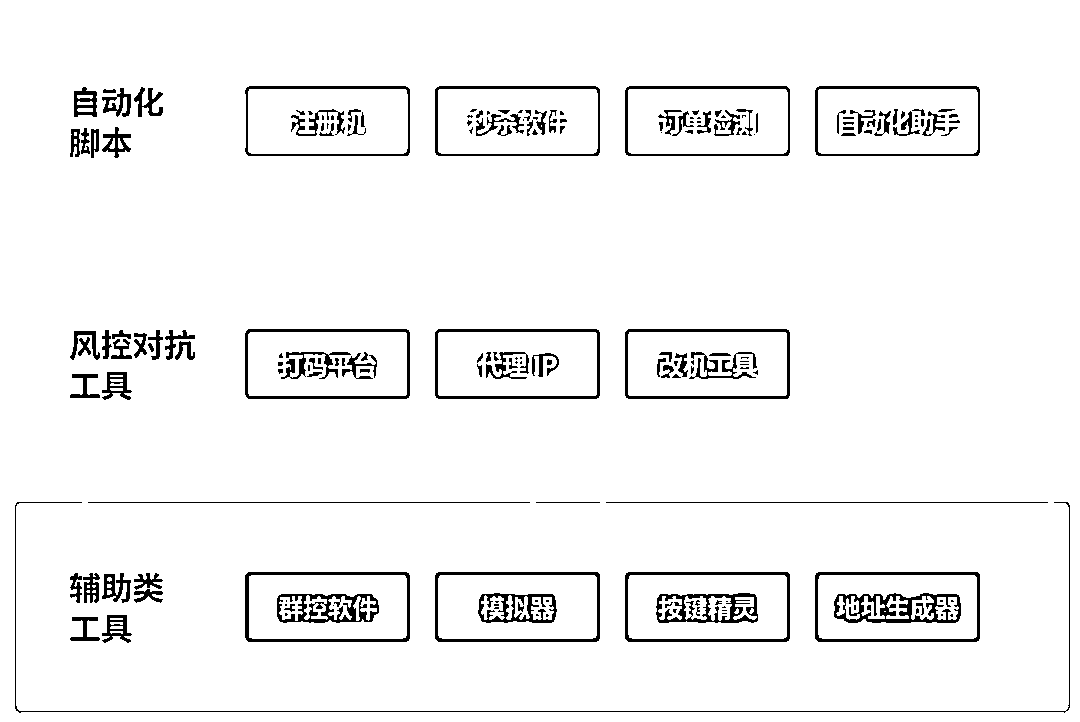 自动化
脚本
注册机
秒杀软件
订单检测
自动化助手
风控对抗
工具
打码平台
代理IP
改机工具
辅助类
工具
群控软件
模拟器
按键精灵
地址生成器